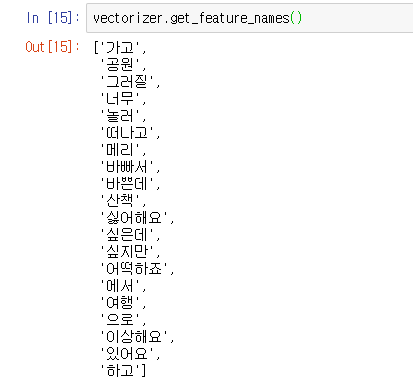 In [15]: vectorizer.get_feature_names()
Out[15]: ['가고',
'공원',
'그러질',
'너무',
'놀러',
'떠나고',
'메리',
'바빠서',
'바쁜데',
'산책',
'싫어해요',
'싶은데',
'싶지만',
'어떡하죠',
'에서',
'여행',
'으로',
'이상해요',
'있어요',
'하고']